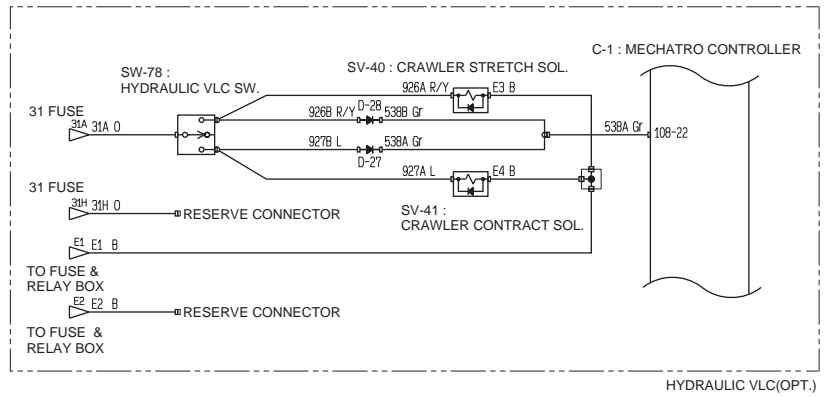 C-1 : MECHATRO CONTROLLER
SW-78 :
HYDRAULIC VLC SW.
SV-40 : CRAWLER STRETCH SOL.
926A R/Y
E3 B
31 FUSE
31A
31A O
926B R/Y
D-28
538B Gr
538A Gr
108-22
927B L
538A Gr
D-27
927A L
E4 B
31 FUSE
31H
31H O
RESERVE CONNECTOR
SV-41 :
CRAWLER CONTRACT SOL.
E1
E1 B
TO FUSE &
RELAY BOX
E2
E2 B
RESERVE CONNECTOR
TO FUSE &
RELAY BOX
HYDRAULIC VLC(OPT.)